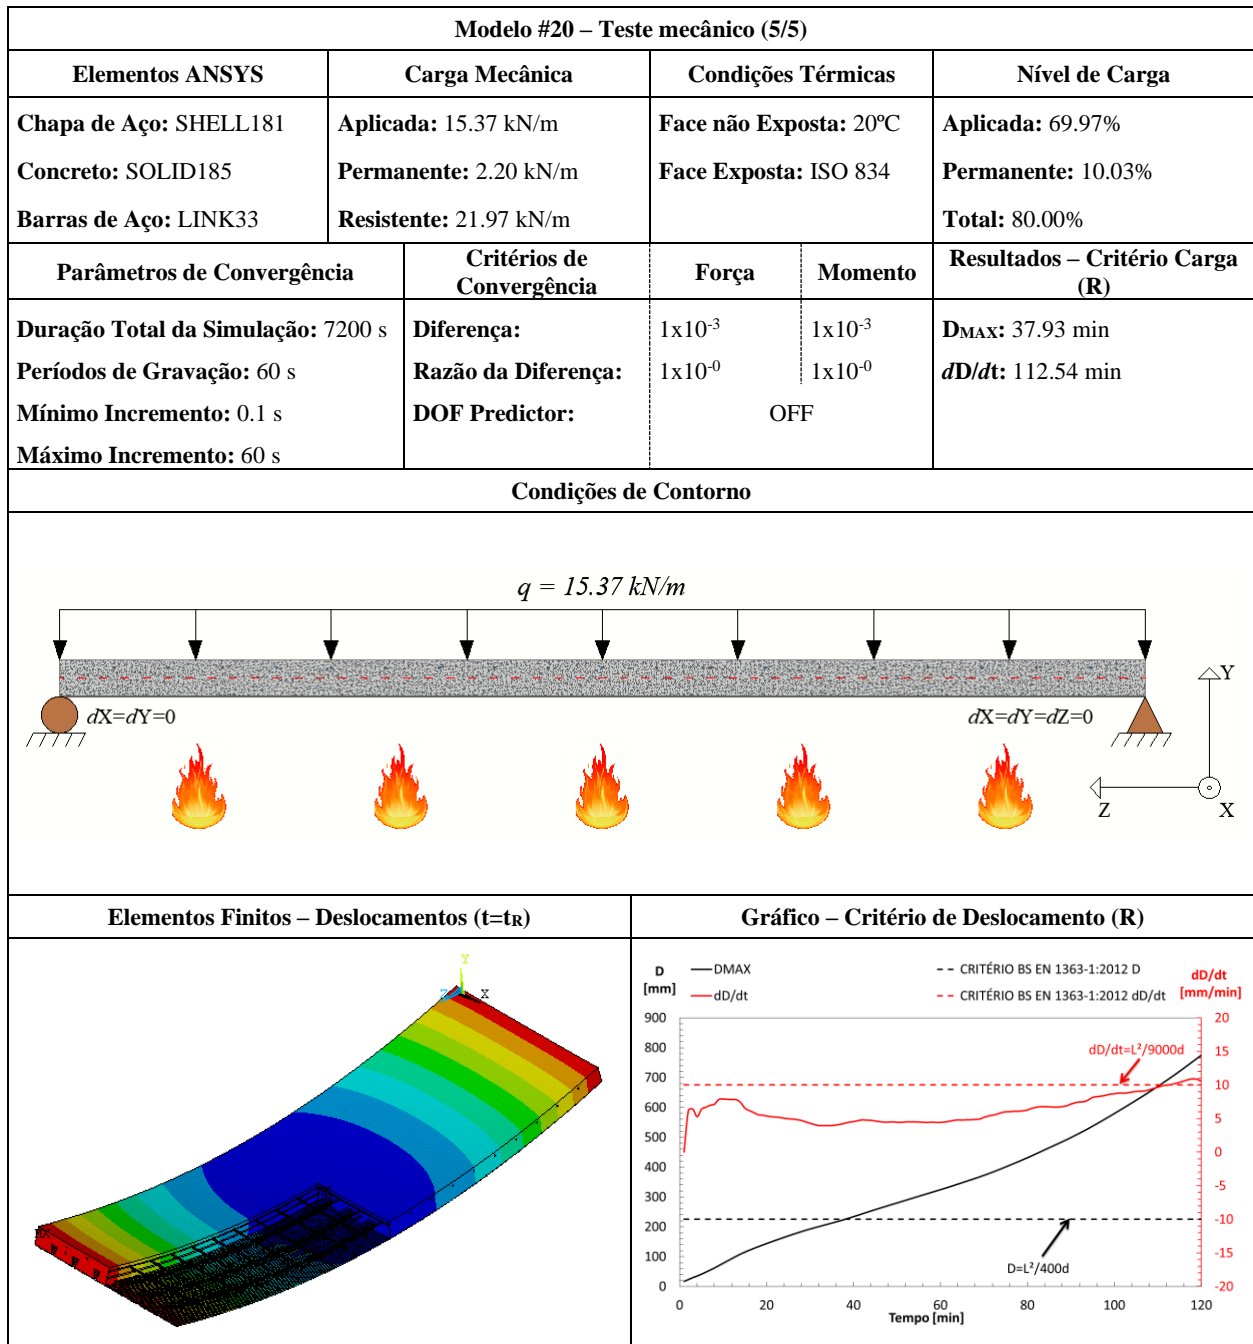 Modelo #20 – Teste mecânico (5/5)
Elementos ANSYS
Carga Mecânica
Condições Térmicas
Nível de Carga
Chapa de Aço: SHELL181
Concreto: SOLID185
Barras de Aço: LINK33
Aplicada: 15.37 kN/m
Permanente: 2.20 kN/m
Resistente: 21.97 kN/m
Face não Exposta: 20ºC
Face Exposta: ISO 834
Aplicada: 69.97%
Permanente: 10.03%
Total: 80.00%
Parâmetros de Convergência
Critérios de
Convergência
Força
Momento
Resultados – Critério Carga
(R)
Duração Total da Simulação: 7200 s
Períodos de Gravação: 60 s
Mínimo Incremento: 0.1 s
Máximo Incremento: 60 s
Diferença: 1x10⁻³ 1x10⁻³
Razão da Diferença: 1x10⁻⁰ 1x10⁻⁰
DOF Predictor: OFF
DMAX: 37.93 min
dD/dt: 112.54 min
Condições de Contorno
q = 15.37 kN/m
dX=dY=0
dX=dY=dZ=0
Y
Z
X
Elementos Finitos – Deslocamentos (t=tR)
Gráfico – Critério de Deslocamento (R)
Y
Z
X
MX
D
[mm]
DMAX
dD/dt
CRITÉRIO BS EN 1363-1:2012 D
CRITÉRIO BS EN 1363-1:2012 dD/dt
dD/dt
[mm/min]
900
800
700
600
500
400
300
200
100
0
20
15
10
5
0
-5
-10
-15
-20
dD/dt=L²/9000d
D=L²/400d
0 20 40 60 80 100 120
Tempo [min]